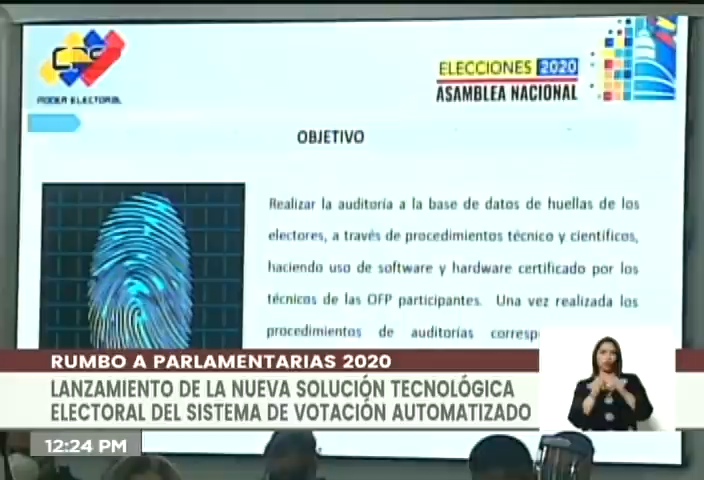 CNE
PODER ELECTORAL
ELECCIONES 2020
ASAMBLEA NACIONAL
OBJETIVO
Realizar la auditoría a la base de datos de huellas de los
electores, a través de procedimientos técnico y científicos,
haciendo uso de software y hardware certificado por los
técnicos de las OFP participantes. Una vez realizada los
procedimientos de auditorías
RUMBO A PARLAMENTARIAS 2020
LANZAMIENTO DE LA NUEVA SOLUCIÓN TECNOLÓGICA
ELECTORAL DEL SISTEMA DE VOTACIÓN AUTOMATIZADO
12:24 PM